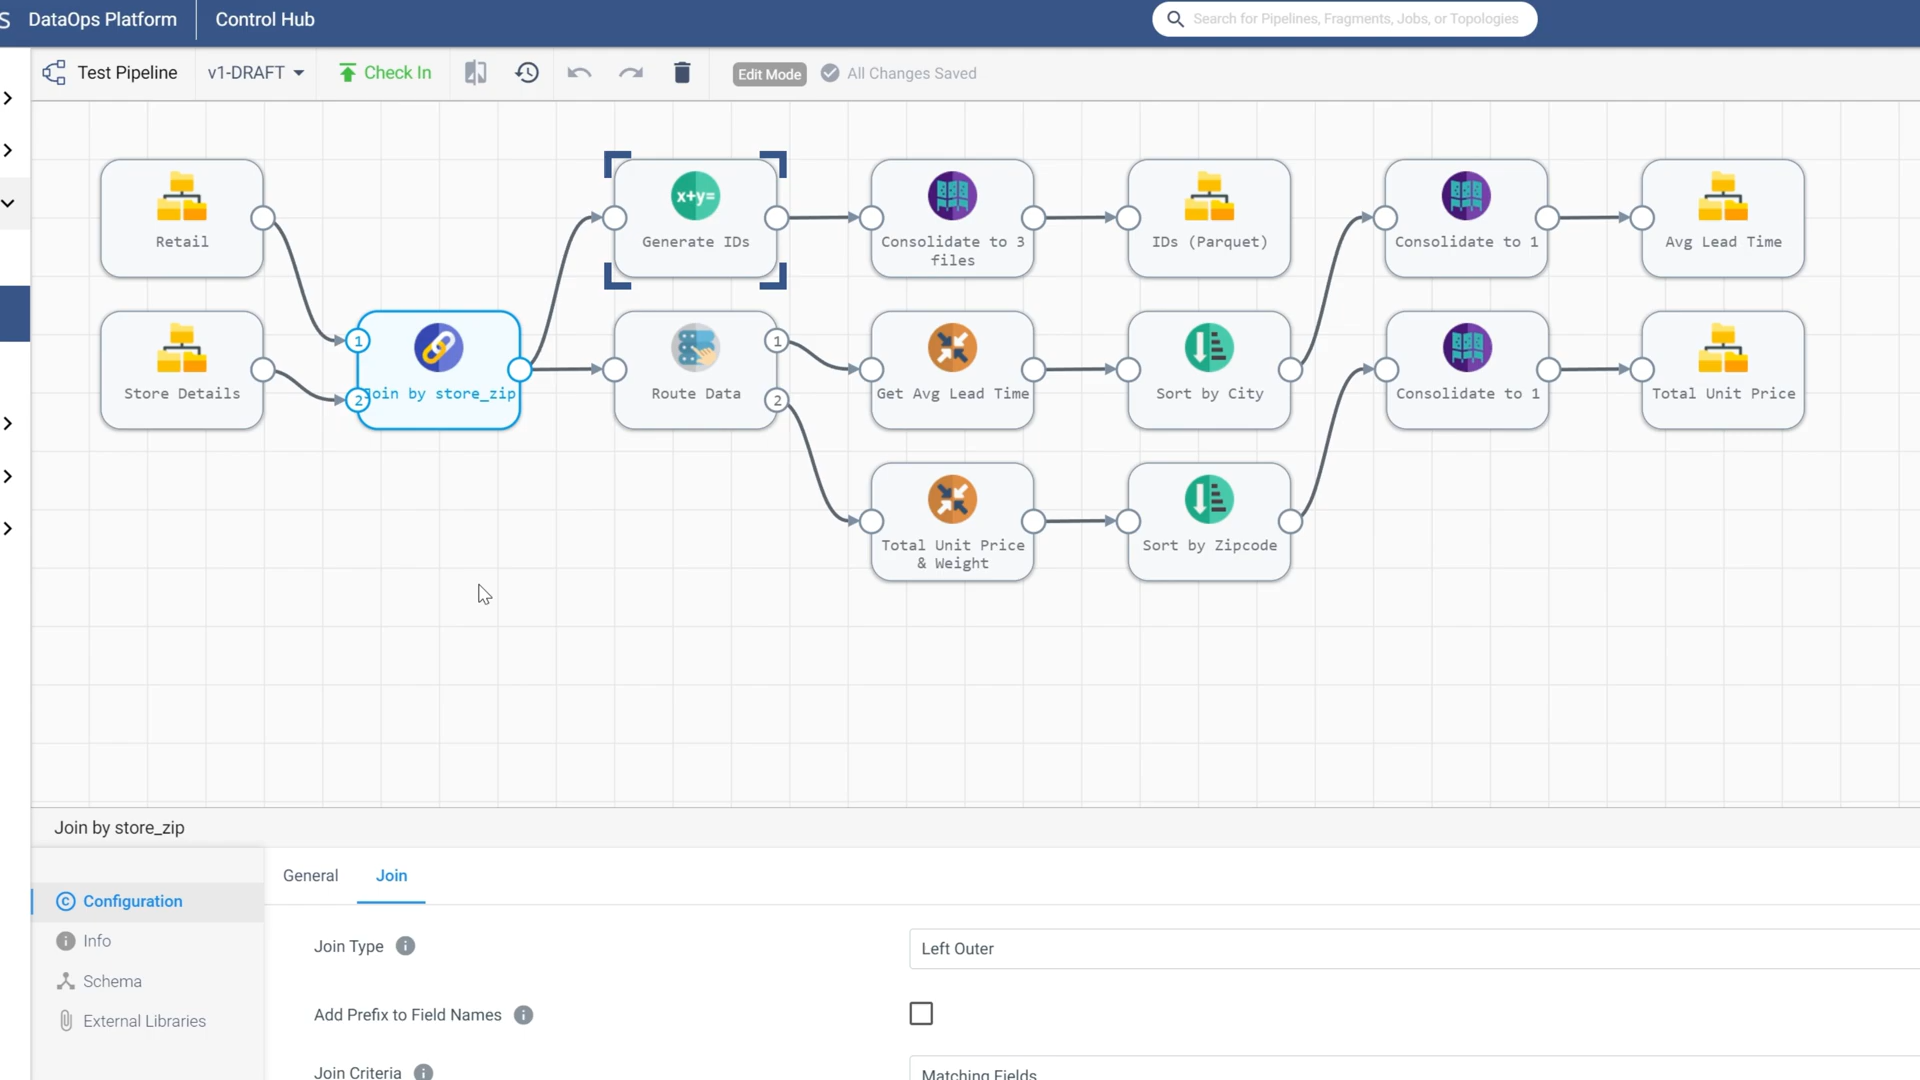 S DataOps Platform
Control Hub
Search for Pipelines, Fragments, Jobs, or Topologies
Test Pipeline
v1-DRAFT
Check In
Edit Mode
All Changes Saved
Retail
x+y=
Generate IDs
Consolidate to 3
files
IDs (Parquet)
Consolidate to 1
Avg Lead Time
Store Details
1
2
Join by store_zip
Route Data
1
2
Get Avg Lead Time
Sort by City
Consolidate to 1
Total Unit Price
Total Unit Price
& Weight
Sort by Zipcode
Join by store_zip
Configuration
Info
Schema
External Libraries
General
Join
Join Type
Left Outer
Add Prefix to Field Names
Join Criteria
Matching Fields